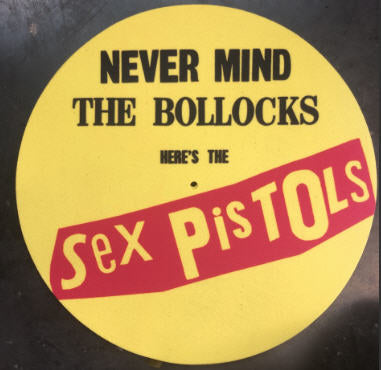 NEVER MIND
THE BOLLOCKS
HERE'S THE
Sex PisTOLs